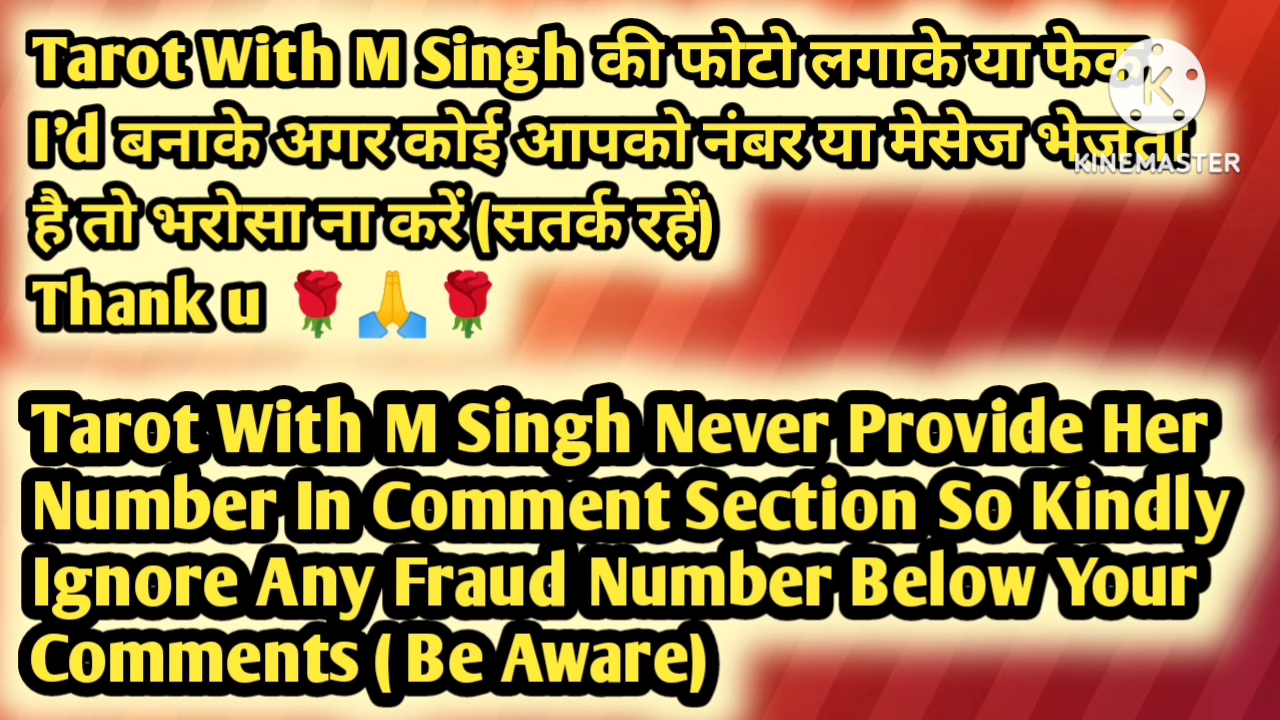 Tarot With M Singh की फोटो लगाके या फेक
I’d बनाके अगर कोई आपको नंबर या मेसेज भेजता
है तो भरोसा ना करें (सतर्क रहें)
Thank u 🌹🙏🌹
K
KINEMASTER
Tarot With M Singh Never Provide Her
Number In Comment Section So Kindly
Ignore Any Fraud Number Below Your
Comments ( Be Aware)